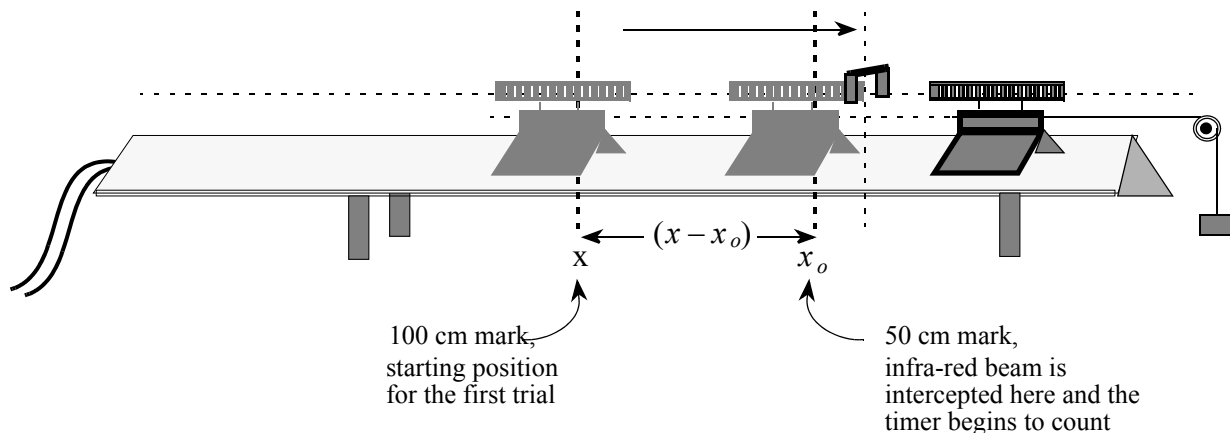 (x − x_o)
x
x_o
100 cm mark,
starting position
for the first trial
50 cm mark,
infra-red beam is
intercepted here and the
timer begins to count